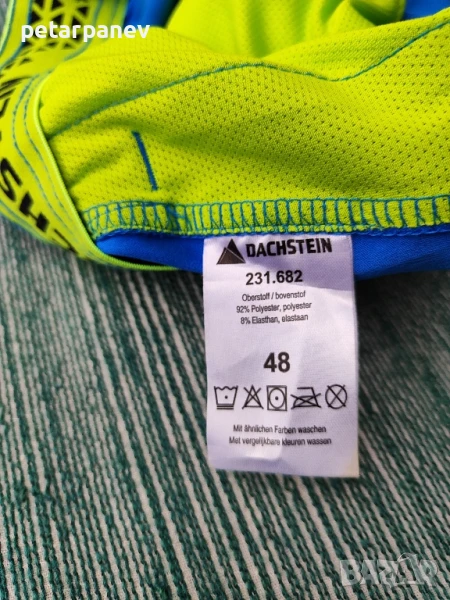 petarpanev
DACHSTEIN
231.682
Oberstoff / bovenstof
92% Polyester, polyester
8% Elasthan, elastaan
48
Mit ähnlichen Farben waschen
Met vergelijkbare kleuren wassen
BAZAR